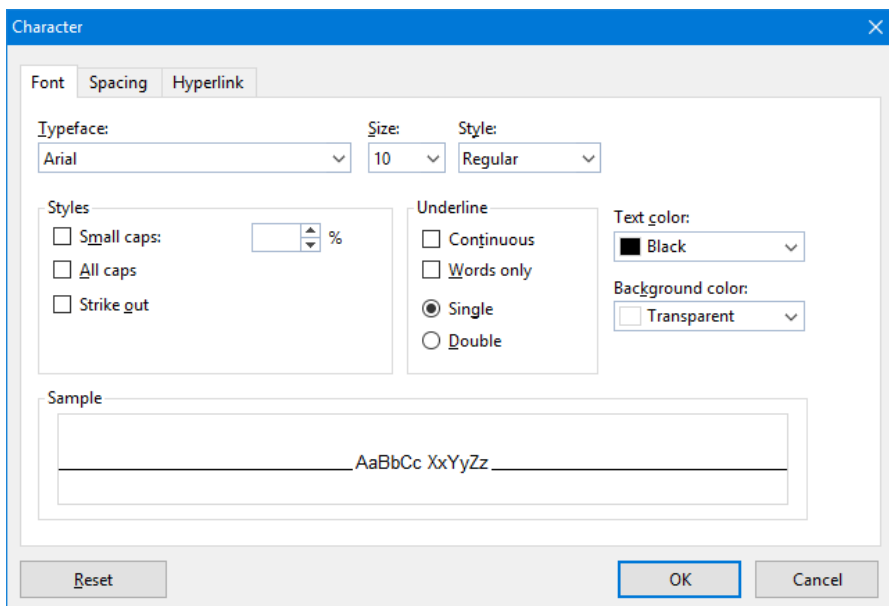 Character
Font Spacing Hyperlink
Typeface: Size: Style:
Arial 10 Regular
Styles Underline
Text color:
Small caps: % Continuous Black
All caps Words only
Background color:
Strike out Single Transparent
Double
Sample
AaBbCc XxYyZz
Reset OK Cancel